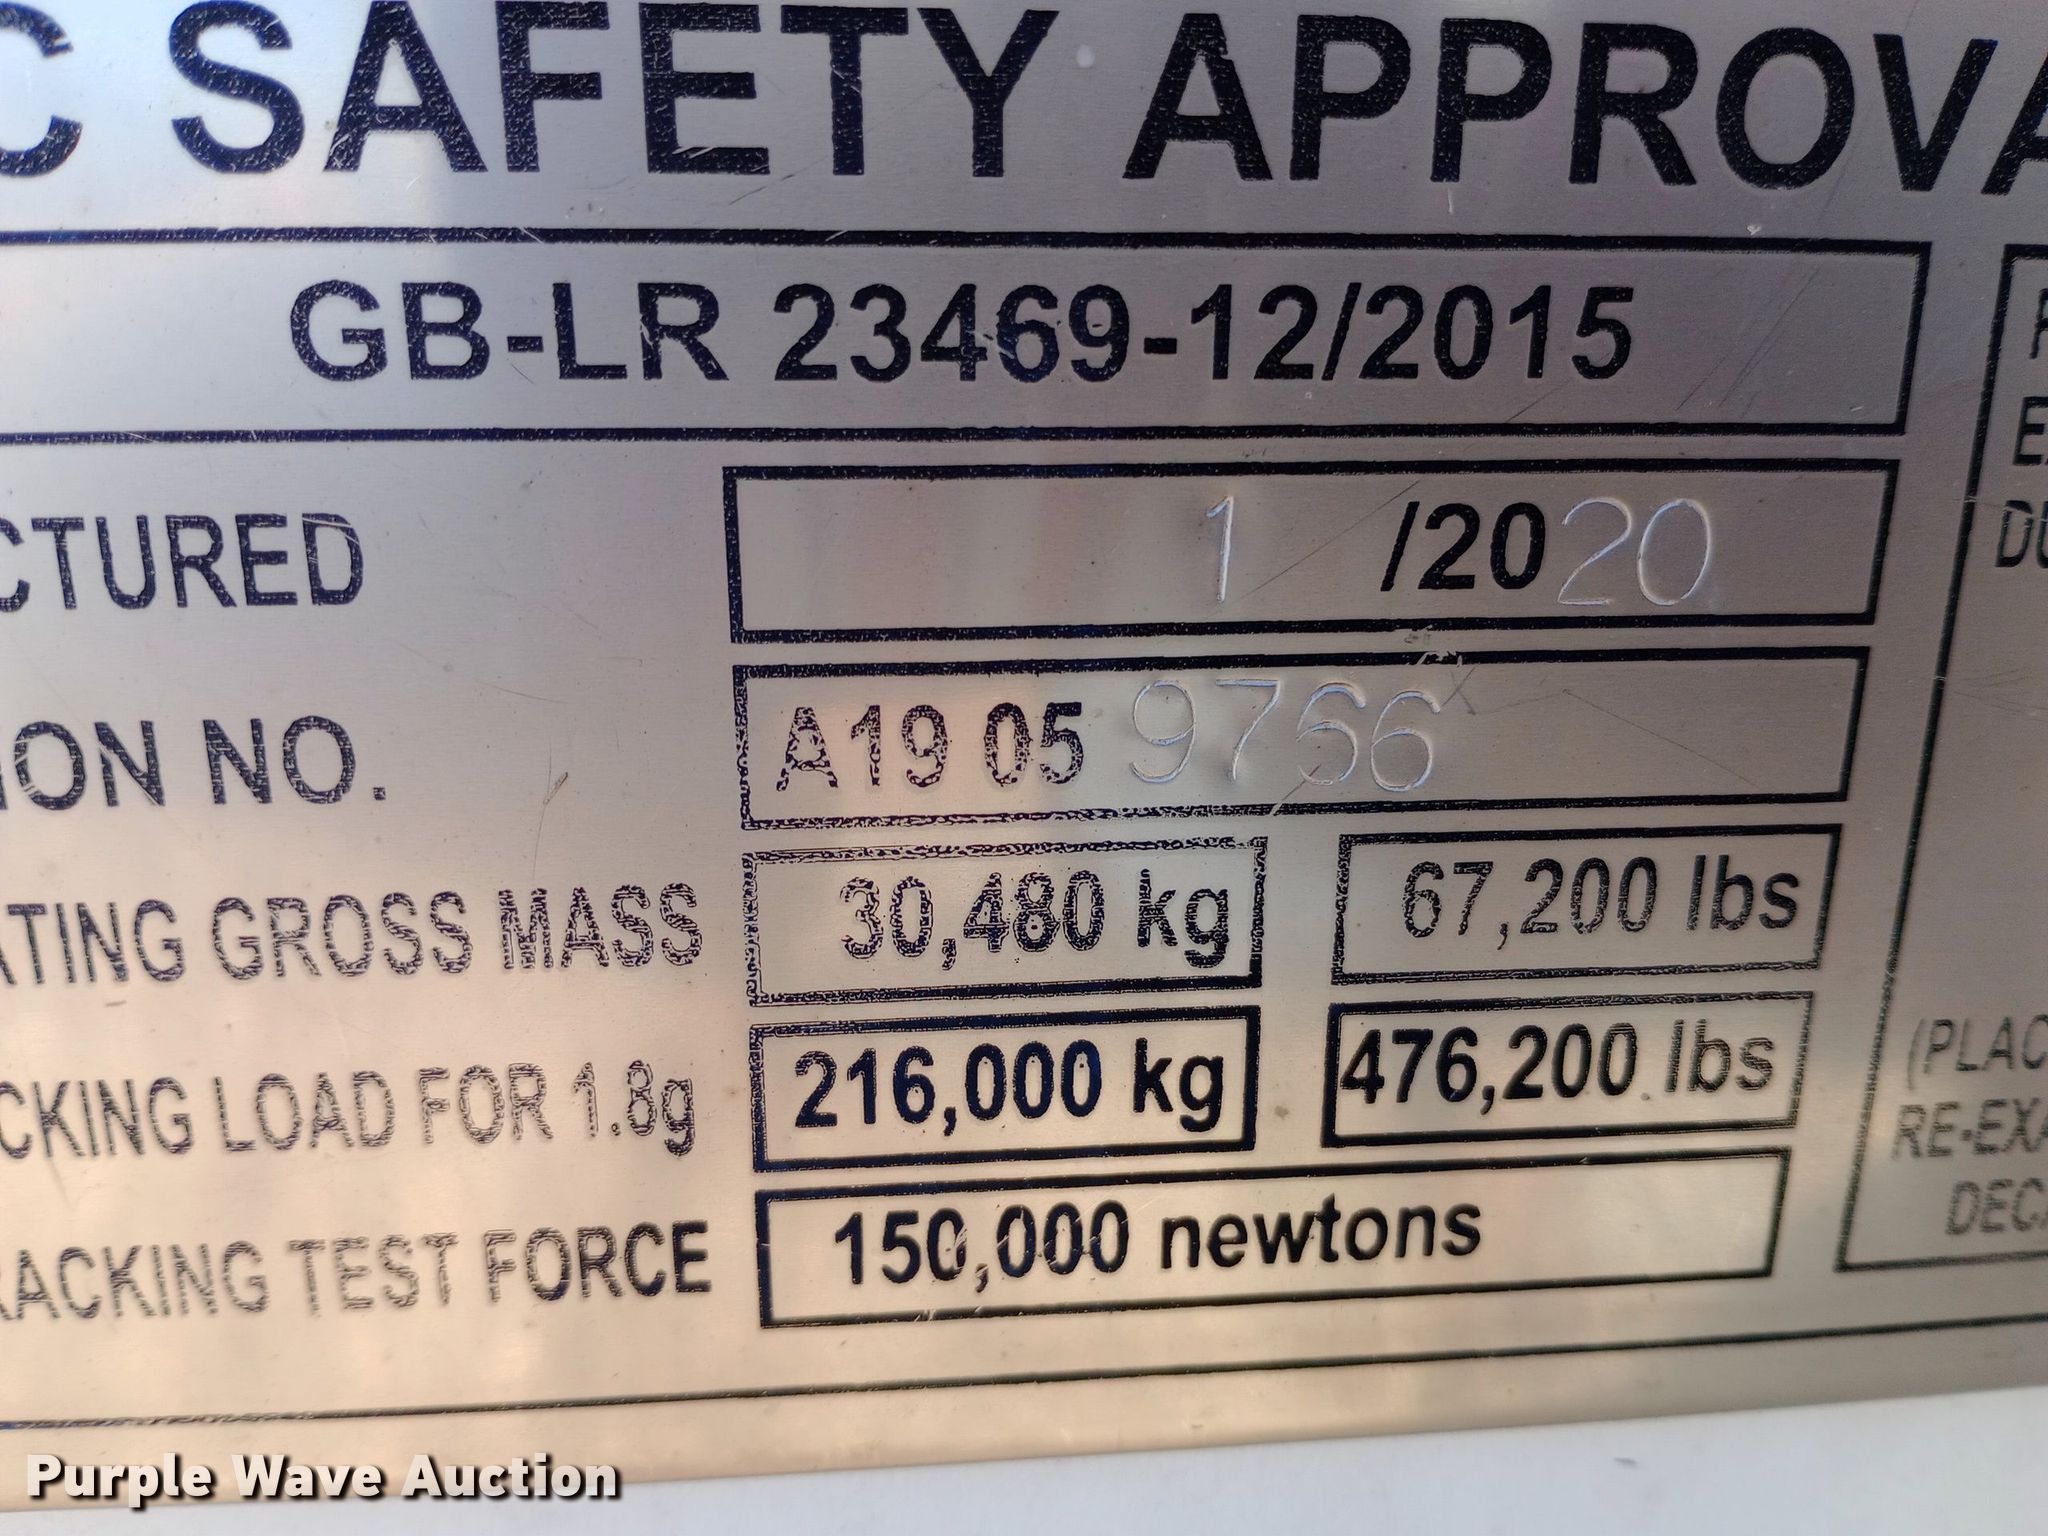 C SAFETY APPROVA
GB-LR 23469-12/2015
CTURED 1 /2020
ION NO. A19 05 9766
ATING GROSS MASS 30,480 kg 67,200 lbs
CKING LOAD FOR 1.8g 216,000 kg 476,200 lbs
RACKING TEST FORCE 150,000 newtons
(PLAC
RE-EXA
DECA
Purple Wave Auction